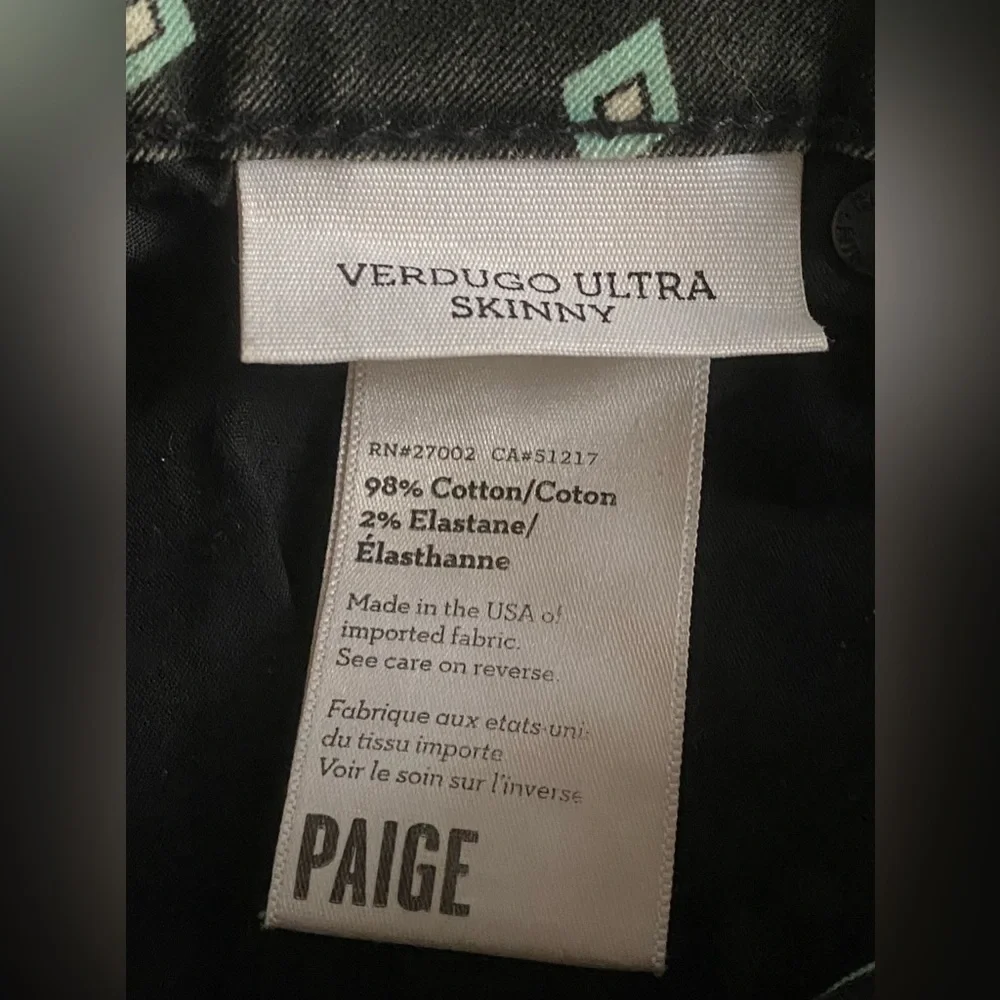 VERDUGO ULTRA
SKINNY
RN#27002 CA#51217
98% Cotton/Coton
2% Elastane/
Élasthanne
Made in the USA of
imported fabric.
See care on reverse.
Fabrique aux etats-uni
du tissu importe
Voir le soin sur l'inverse
PAIGE